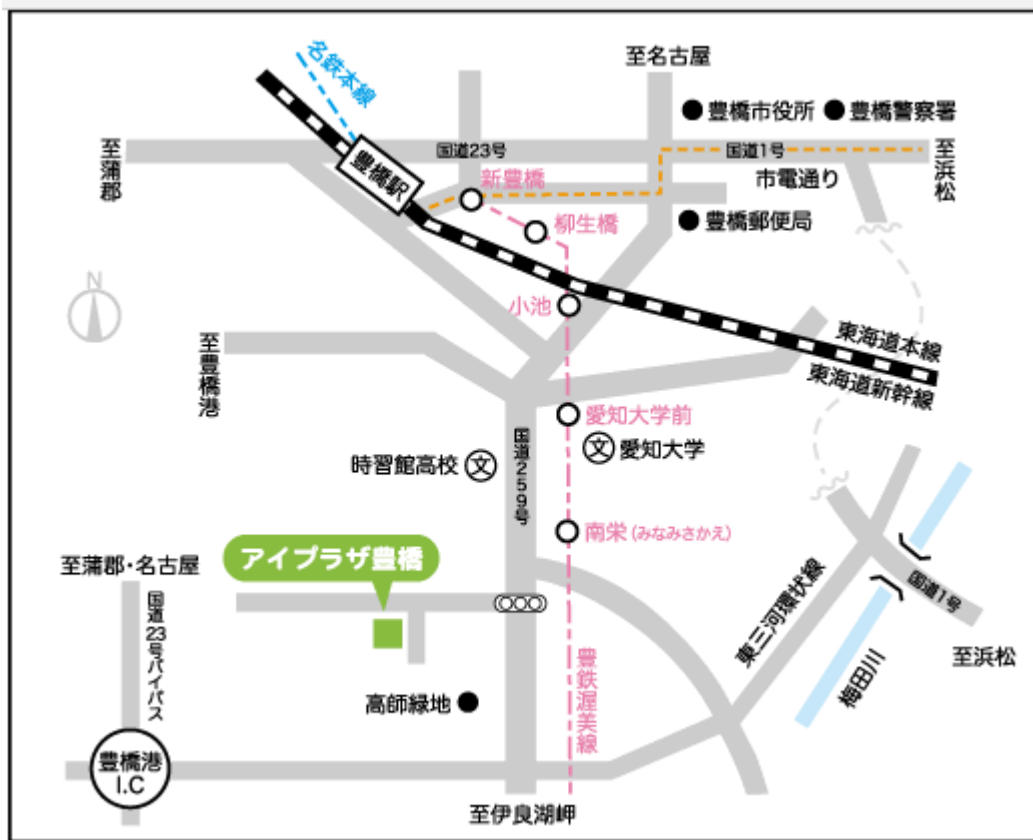 至名古屋
名鉄本線
豊橋市役所
豊橋警察署
至蒲郡
豊橋駅
国道23号
国道1号
至浜松
新豊橋
市電通り
柳生橋
豊橋郵便局
N
小池
至豊橋港
東海道本線
東海道新幹線
愛知大学前
国道259号
時習館高校
文
文
愛知大学
南栄(みなみさかえ)
アイプラザ豊橋
至蒲郡・名古屋
国道23号バイパス
国道1号
東三河環状線
至浜松
梅田川
豊鉄渥美線
高師緑地
豊橋港
I.C
至伊良湖岬